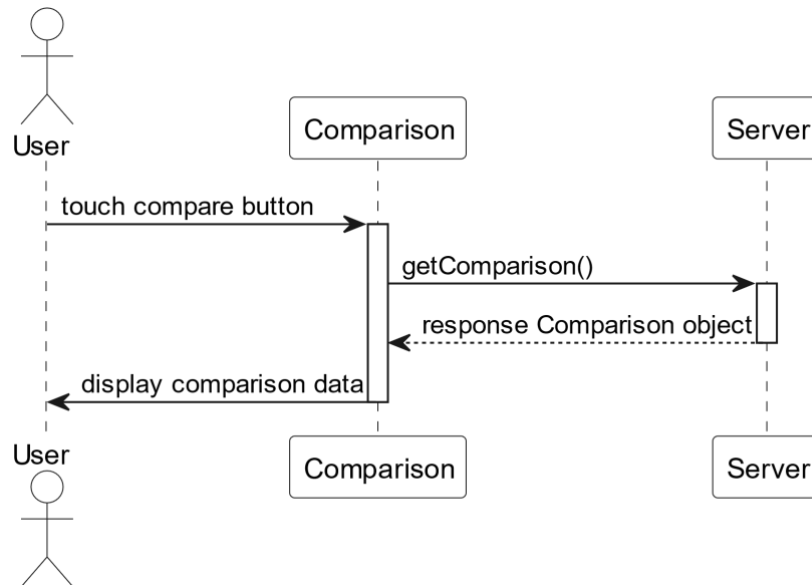 User
Comparison
Server
touch compare button
getComparison()
response Comparison object
display comparison data
User
Comparison
Server